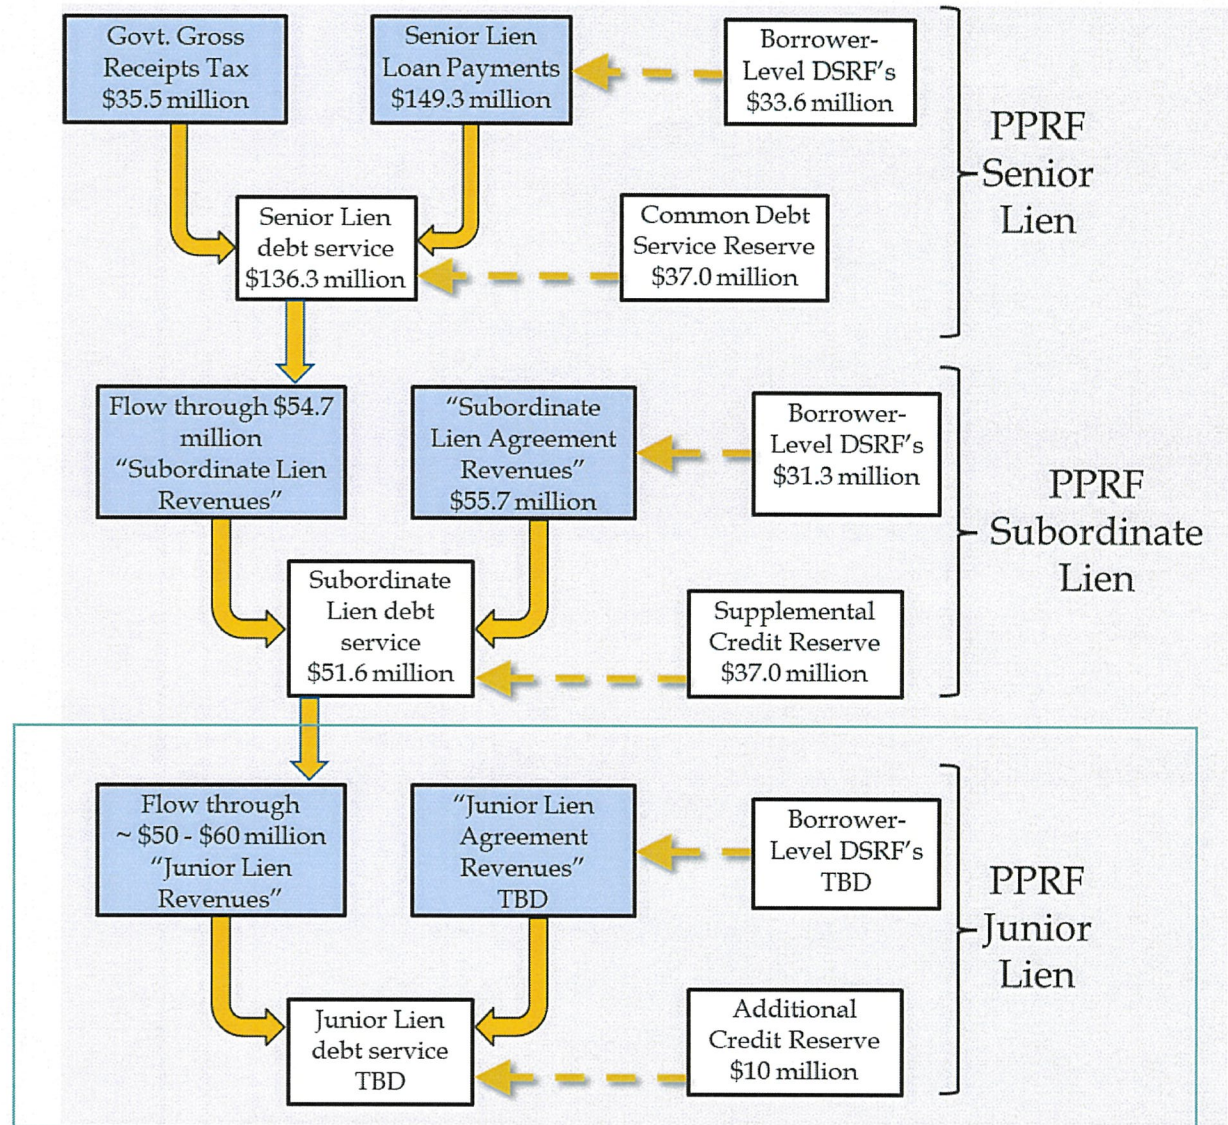 Govt. Gross
Receipts Tax
$35.5 million
Senior Lien
Loan Payments
$149.3 million
Borrower-
Level DSRF's
$33.6 million
PPRF
Senior
Lien
Senior Lien
debt service
$136.3 million
Common Debt
Service Reserve
$37.0 million
Flow through $54.7
million
“Subordinate Lien
Revenues”
“Subordinate
Lien Agreement
Revenues”
$55.7 million
Borrower-
Level DSRF's
$31.3 million
PPRF
Subordinate
Lien
Subordinate
Lien debt
service
$51.6 million
Supplemental
Credit Reserve
$37.0 million
Flow through
~ $50 - $60 million
“Junior Lien
Revenues”
“Junior Lien
Agreement
Revenues”
TBD
Borrower-
Level DSRF's
TBD
PPRF
Junior
Lien
Junior Lien
debt service
TBD
Additional
Credit Reserve
$10 million